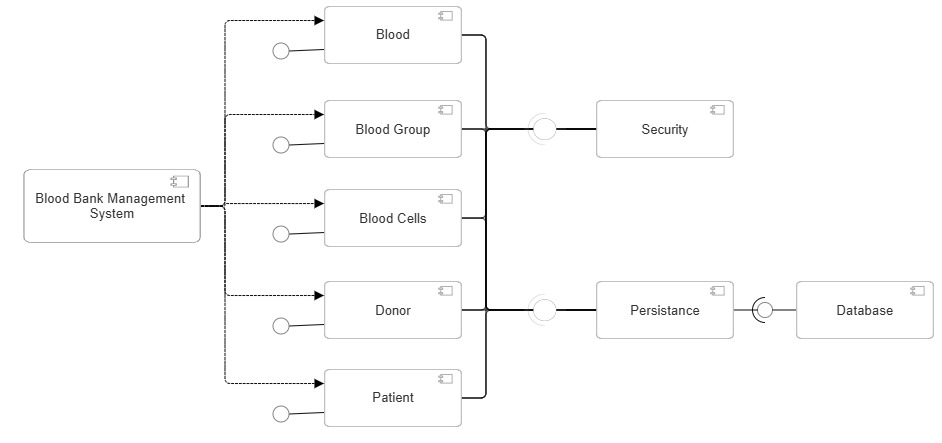 Blood
Blood Group
Security
Blood Bank Management
System
Blood Cells
Donor
Persistance
Database
Patient